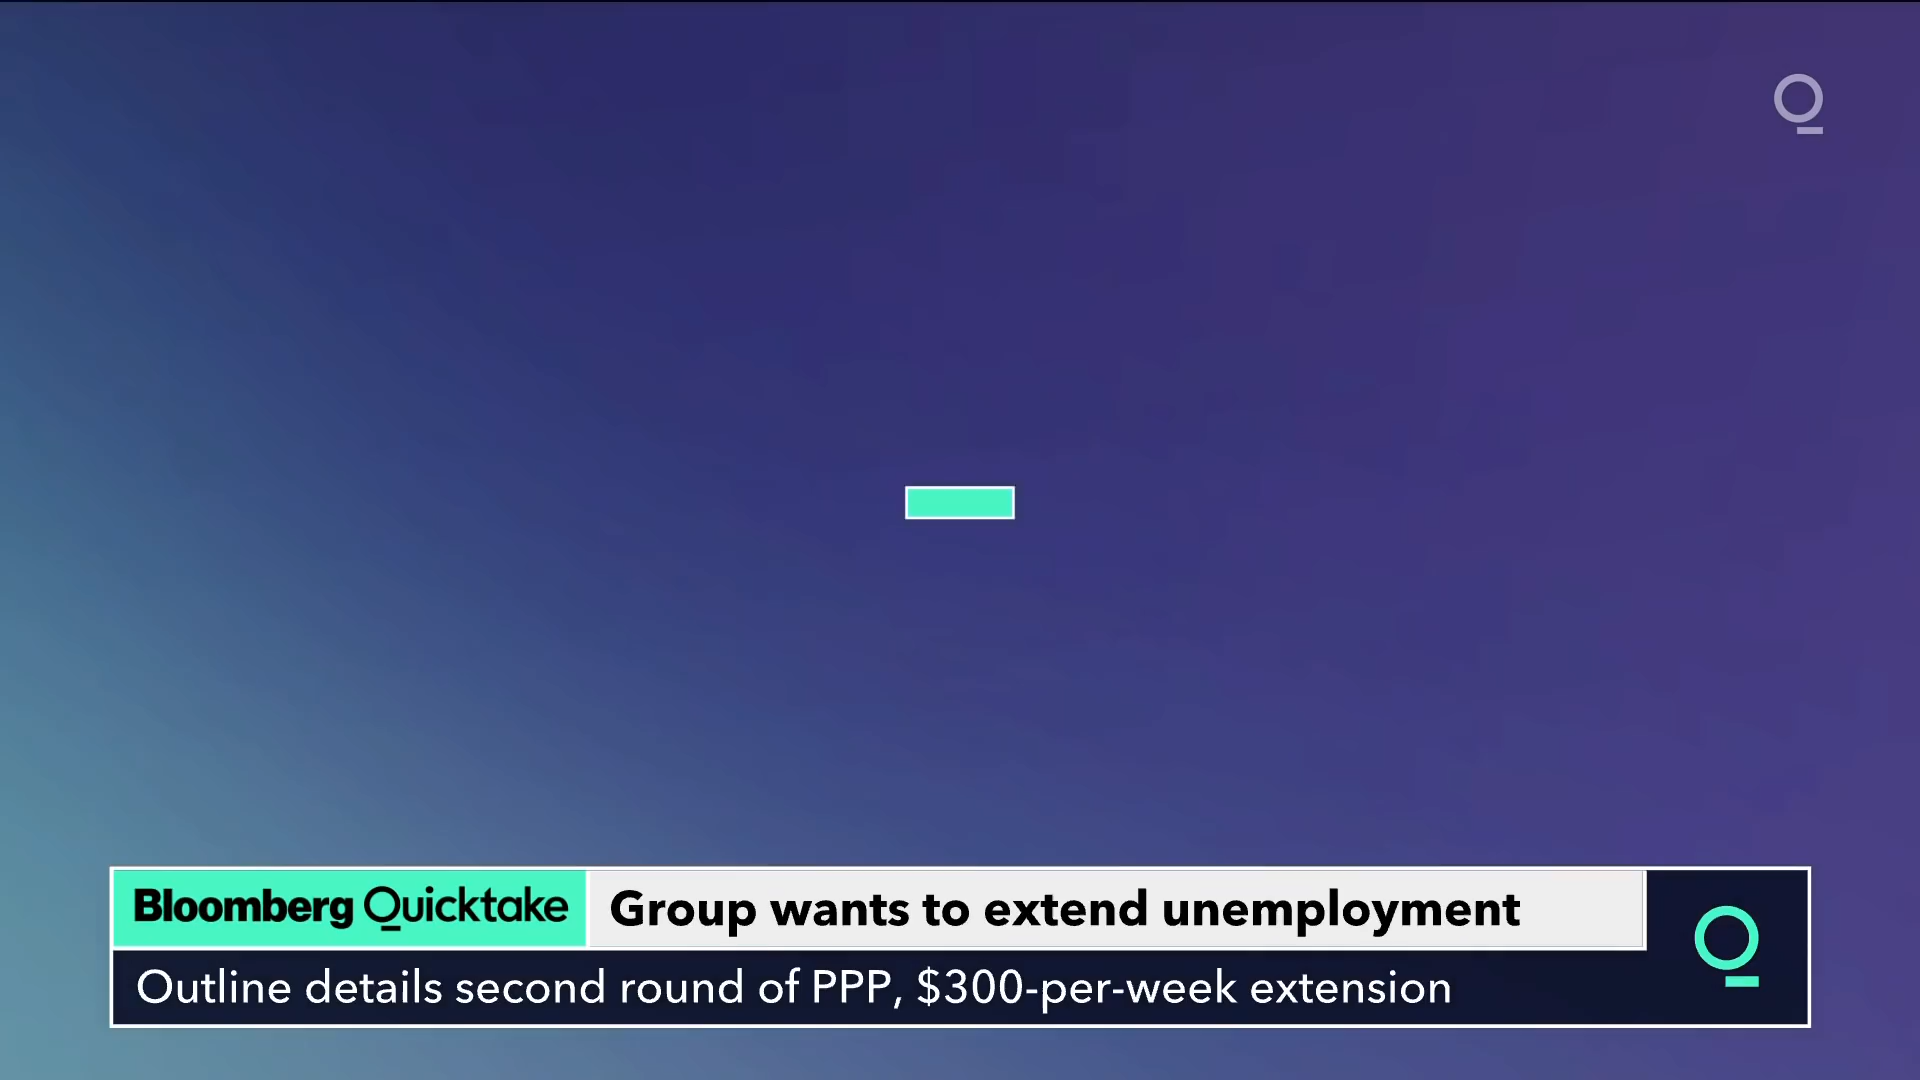 Bloomberg Quicktake
Group wants to extend unemployment
Outline details second round of PPP, $300-per-week extension